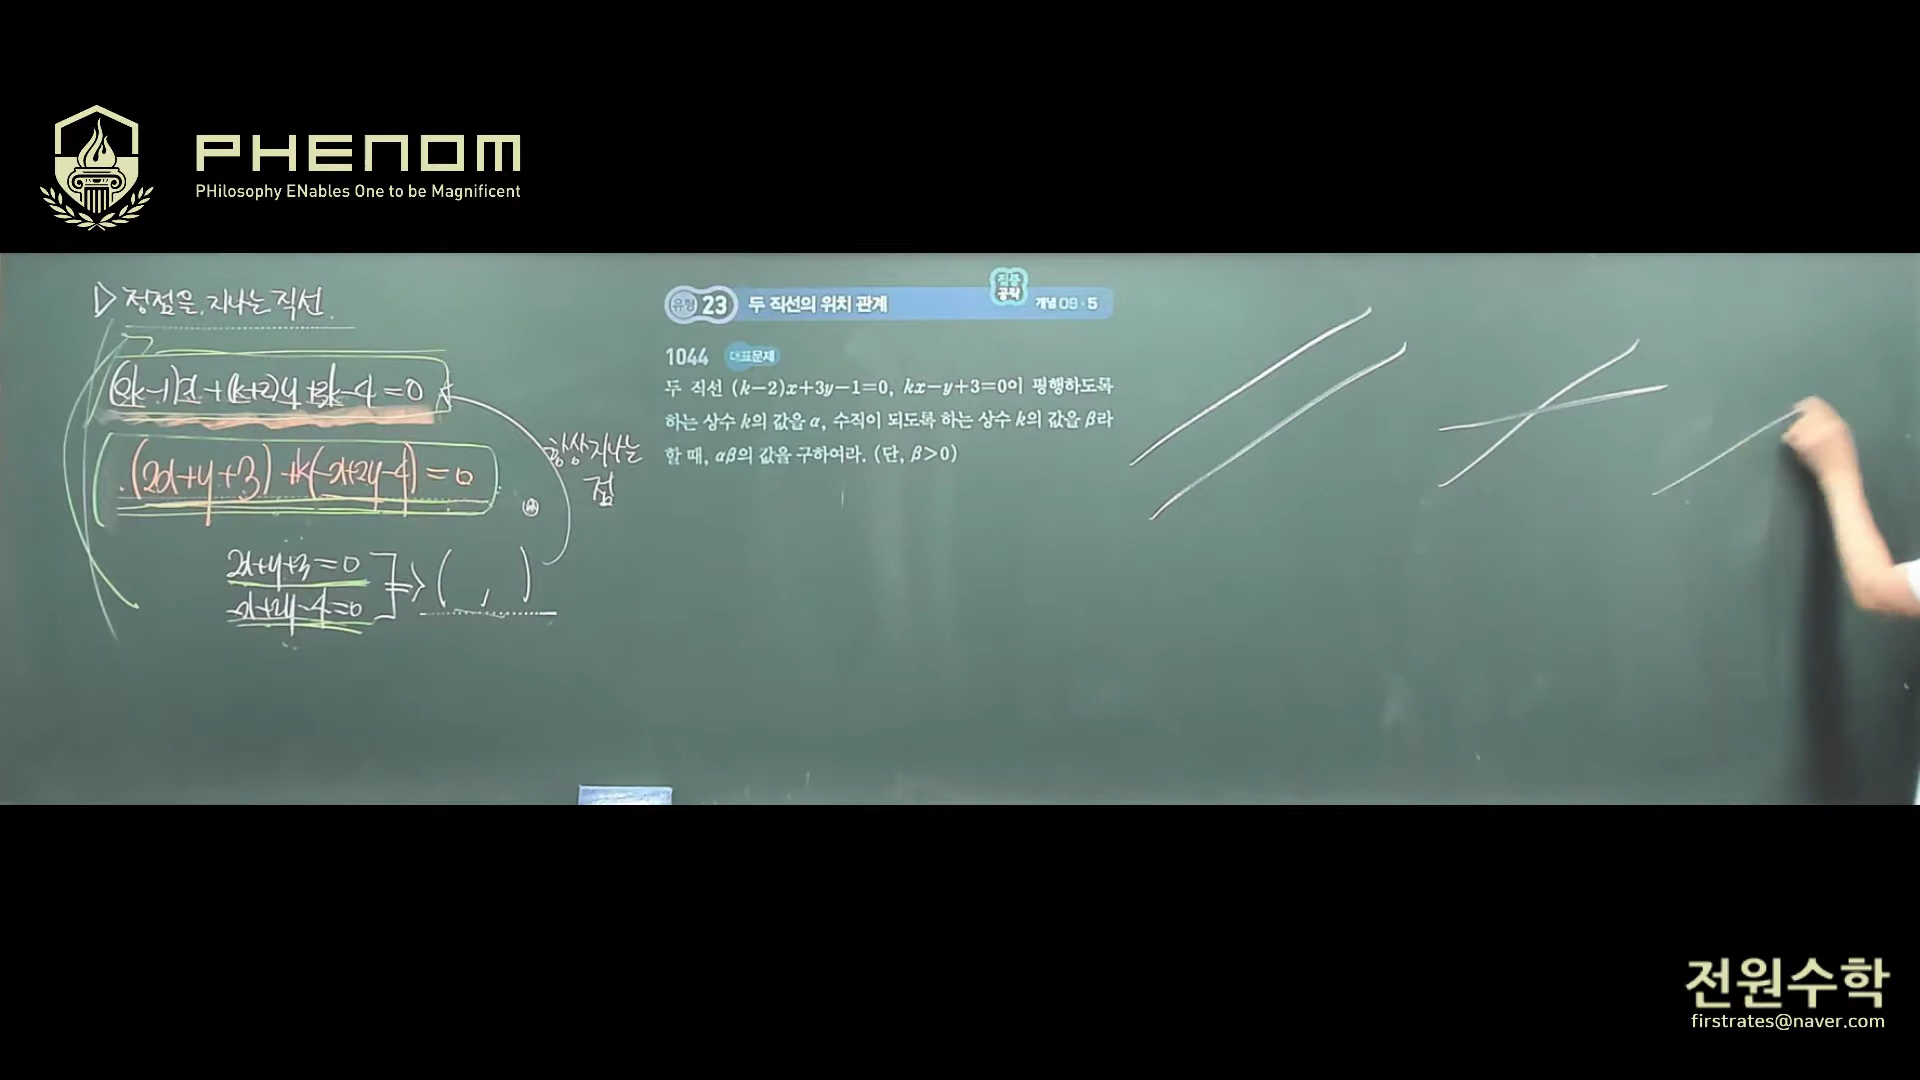 PHENOM
PHilosophy ENables One to be Magnificent
▷ 정점을 지나는 직선.
(2k-1)x+(k+2)y+3k-4=0
(2x+y+3)+k(-x+2y-4)=0
항상 지나는
점
2x+y+3=0
-x+2y-4=0
⇒ ( , )
유형 23 두 직선의 위치 관계
집중
공략
개념 09·5
1044 대표문제
두 직선 (k-2)x+3y-1=0, kx-y+3=0이 평행하도록
하는 상수 k의 값을 α, 수직이 되도록 하는 상수 k의 값을 β라
할 때, αβ의 값을 구하여라. (단, β>0)
전원수학
firstrates@naver.com